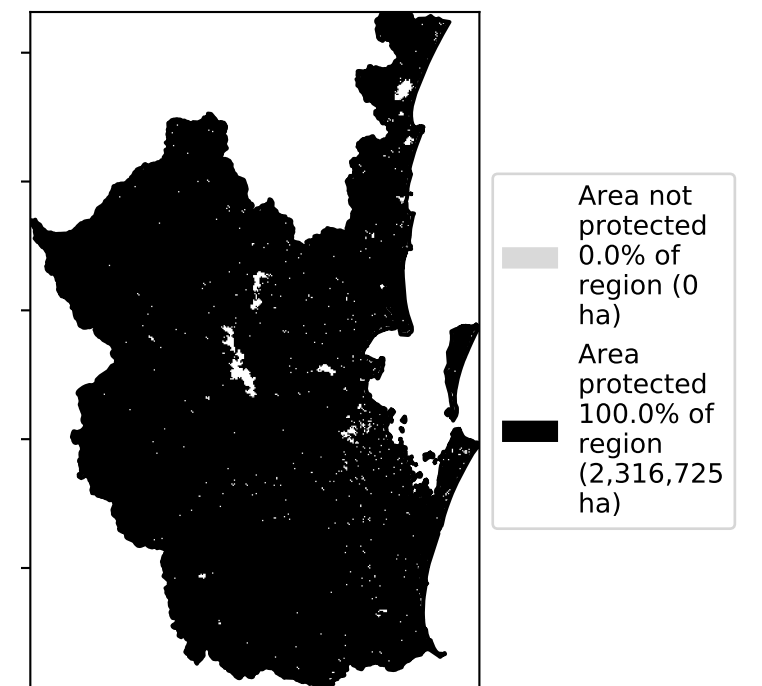 Area not
protected
0.0% of
region (0
ha)
Area
protected
100.0% of
region
(2,316,725
ha)